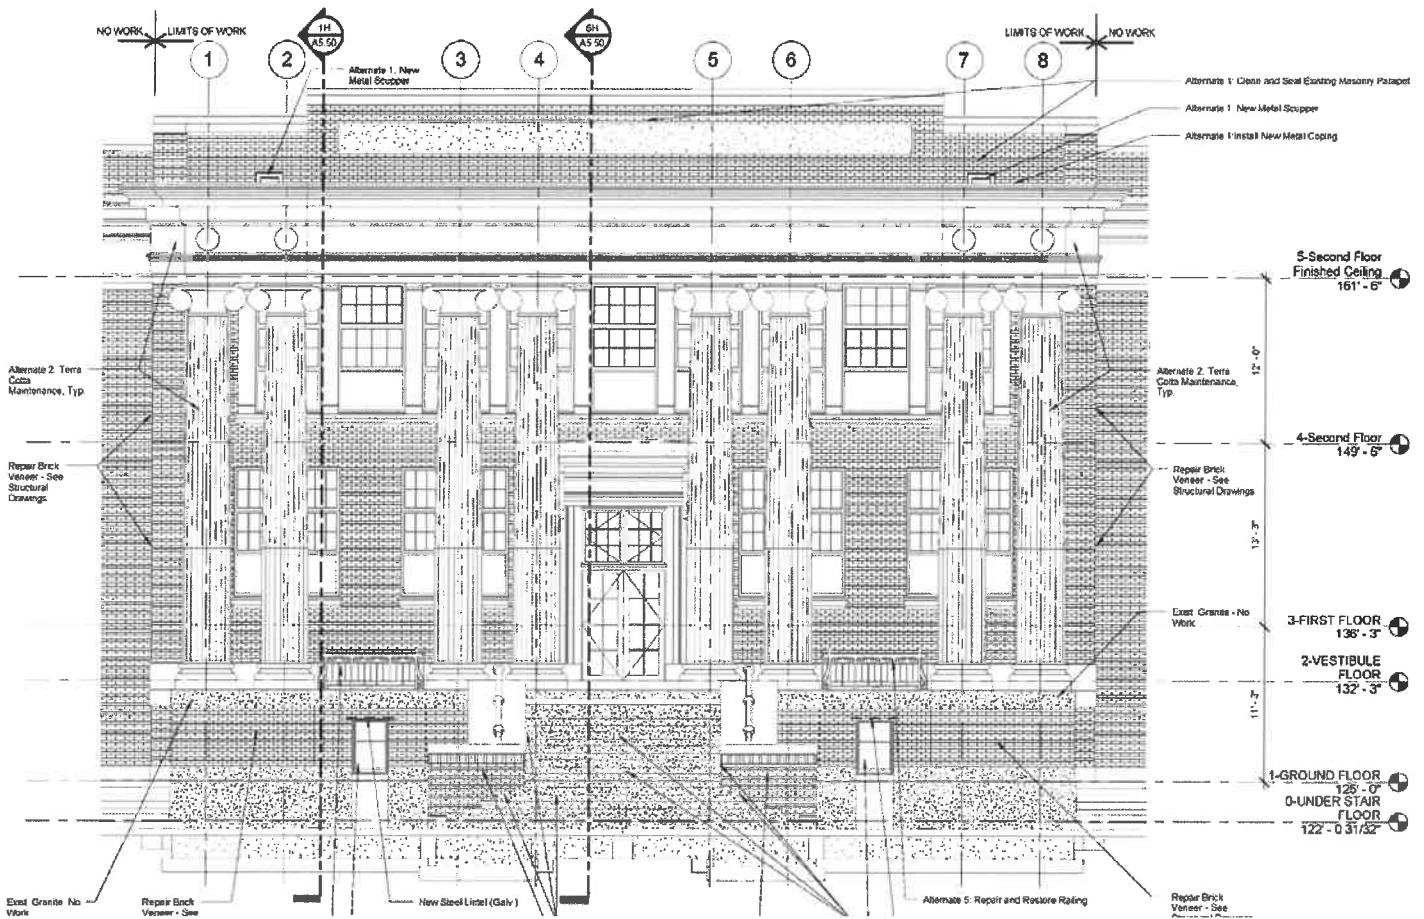 NO WORK
LIMITS OF WORK
1H
A5.50
6H
A5.50
LIMITS OF WORK
NO WORK
1
2
3
4
5
6
7
8
Alternate 1. New
Metal Scupper
Alternate 1: Clean and Seal Existing Masonry Parapet
Alternate 1 New Metal Scupper
Alternate 1 Install New Metal Coping
5-Second Floor
Finished Ceiling
161' - 6"
12' - 0"
Alternate 2. Terra
Cotta
Maintenance, Typ.
Alternate 2. Terra
Cotta Maintenance,
Typ.
4-Second Floor
149' - 6"
Repair Brick
Veneer - See
Structural
Drawings
Repair Brick
Veneer - See
Structural Drawings
13' - 3"
Exist Granite - No
Work
3-FIRST FLOOR
136' - 3"
2-VESTIBULE
FLOOR
132' - 3"
11' - 3"
1-GROUND FLOOR
125' - 0"
0-UNDER STAIR
FLOOR
122' - 0 31/32"
Exist Granite No
Work
Repair Brick
Veneer - See
New Steel Lintel (Galv)
Alternate 5: Repair and Restore Railing
Repair Brick
Veneer - See